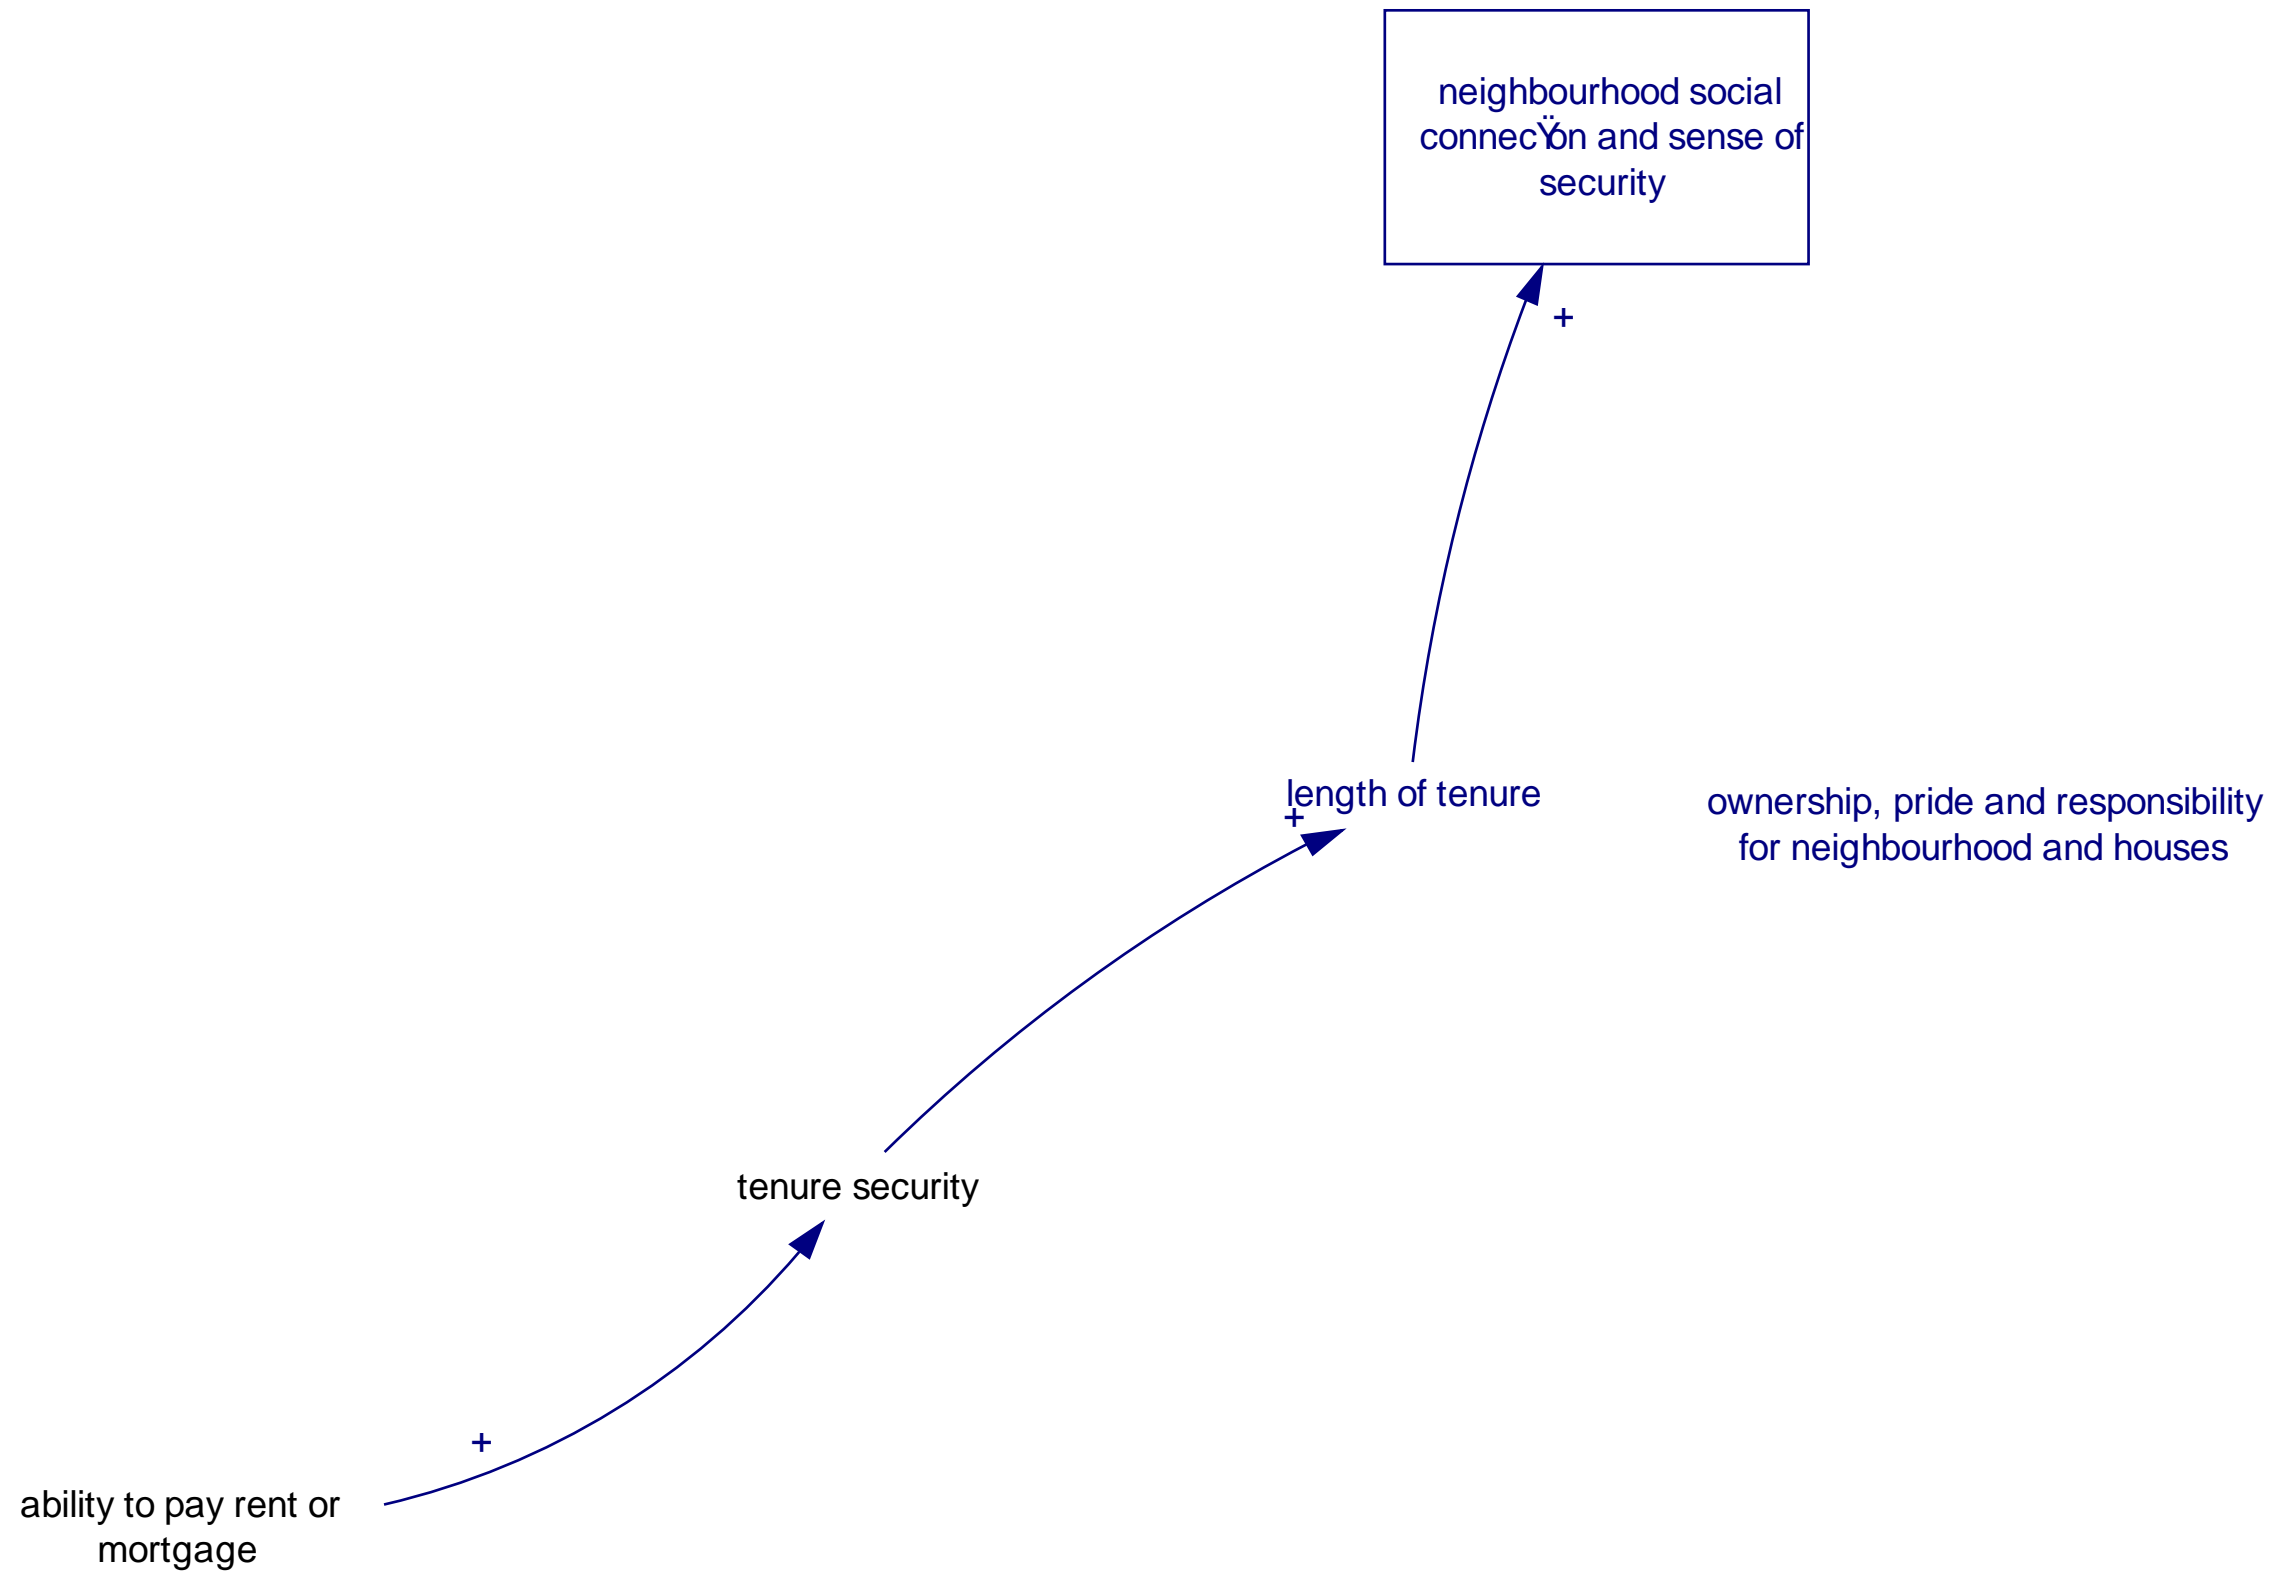 neighbourhood social
connecŸon and sense of
security
+
length of tenure
+
ownership, pride and responsibility
for neighbourhood and houses
tenure security
+
ability to pay rent or
mortgage